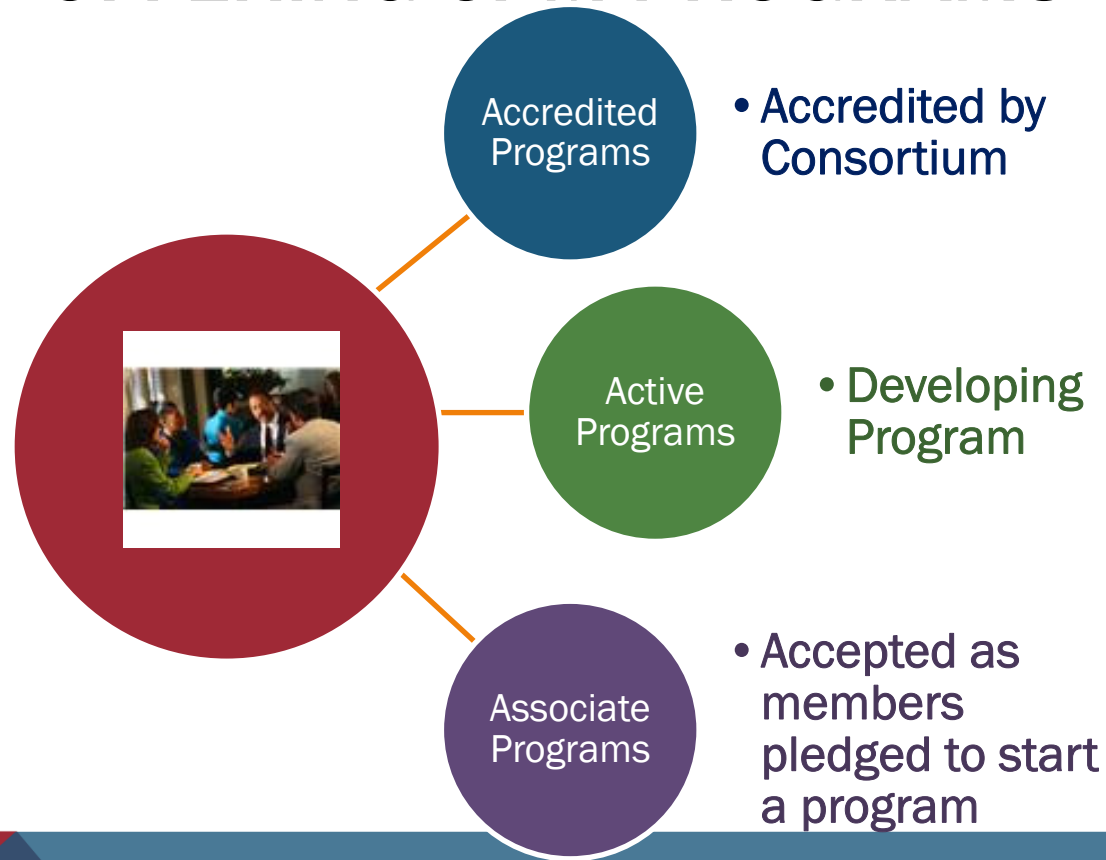 Accredited
Programs
• Accredited by
Consortium
Active
Programs
• Developing
Program
Associate
Programs
• Accepted as
members
pledged to start
a program